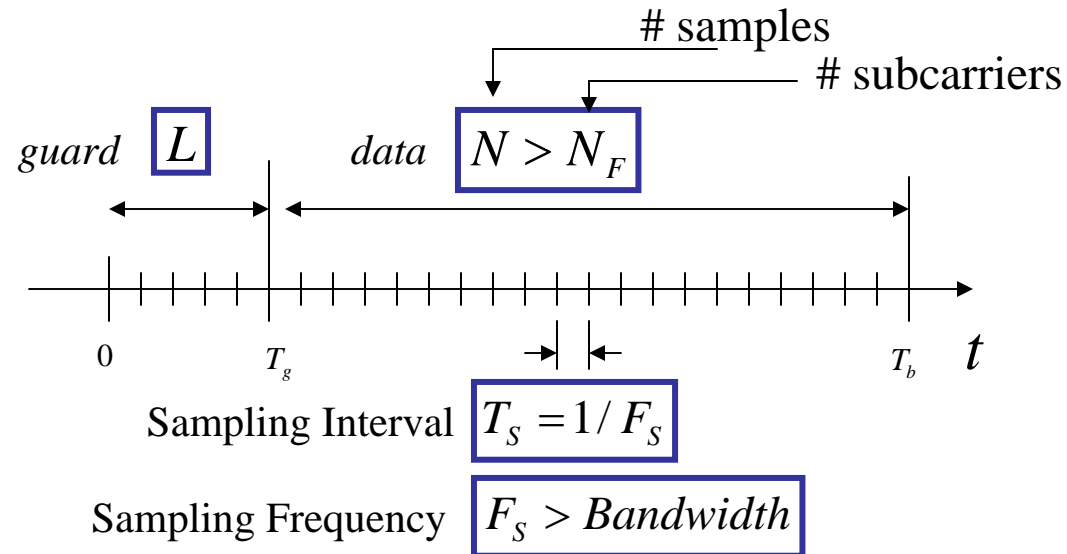 # samples
# subcarriers
guard L data N > N_F
0 T_g T_b t
Sampling Interval T_S = 1 / F_S
Sampling Frequency F_S > Bandwidth